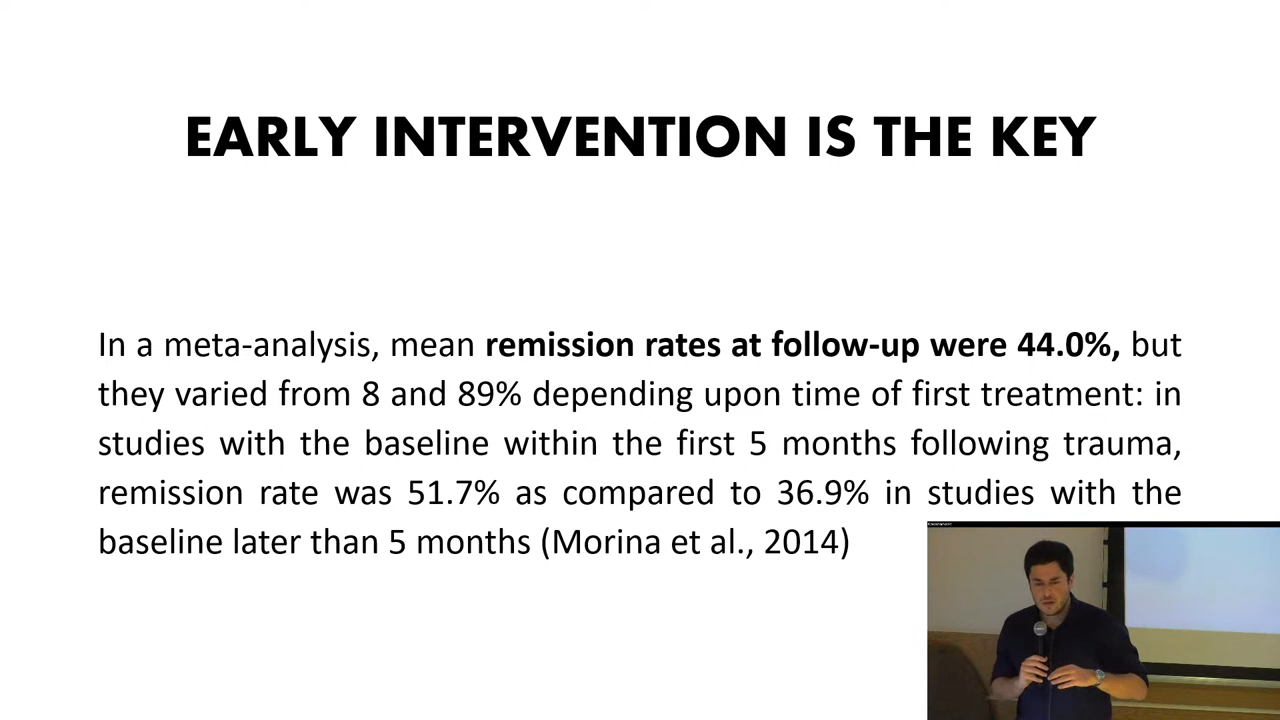 EARLY INTERVENTION IS THE KEY
In a meta-analysis, mean remission rates at follow-up were 44.0%, but
they varied from 8 and 89% depending upon time of first treatment: in
studies with the baseline within the first 5 months following trauma,
remission rate was 51.7% as compared to 36.9% in studies with the
baseline later than 5 months (Morina et al., 2014)